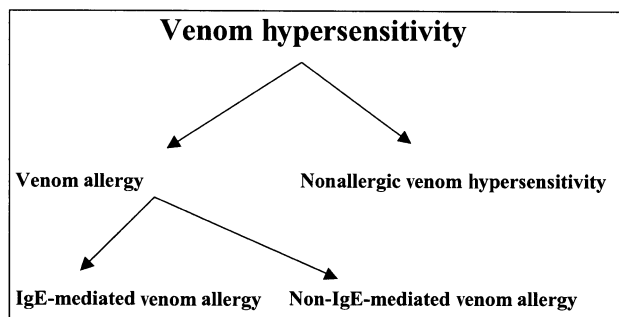 Venom hypersensitivity
Venom allergy
Nonallergic venom hypersensitivity
IgE-mediated venom allergy
Non-IgE-mediated venom allergy